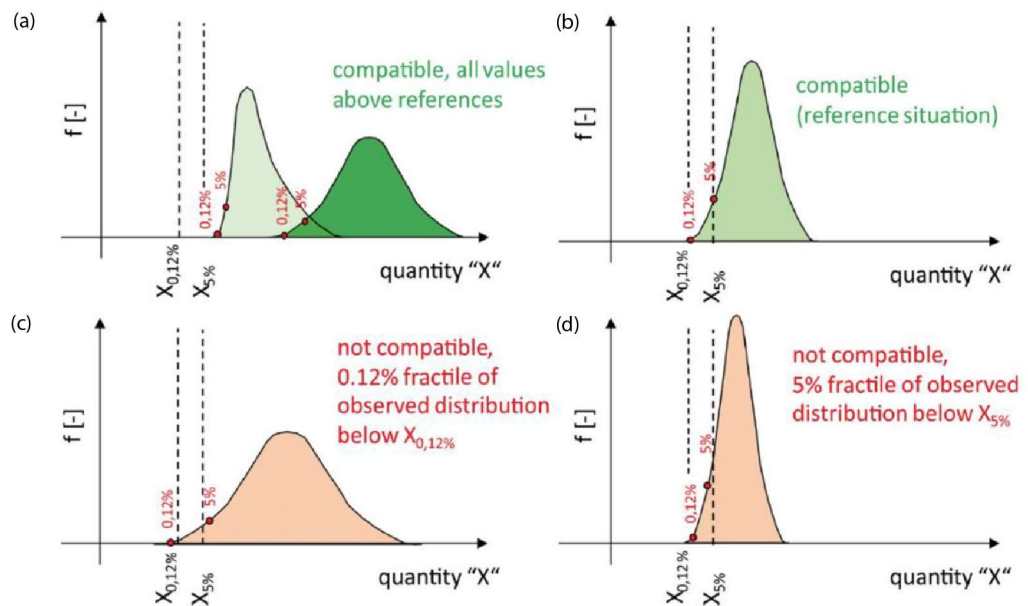 (a)
compatible, all values
above references
f [-]
0,12%
5%
0,12%
5%
X0,12%
X5%
quantity “X“
(b)
compatible
(reference situation)
f [-]
0,12%
5%
X0,12%
X5%
quantity “X“
(c)
not compatible,
0.12% fractile of
observed distribution
below X0,12%
f [-]
0,12%
5%
X0,12%
X5%
quantity “X“
(d)
not compatible,
5% fractile of observed
distribution below X5%
f [-]
0,12%
5%
X0,12%
X5%
quantity “X“